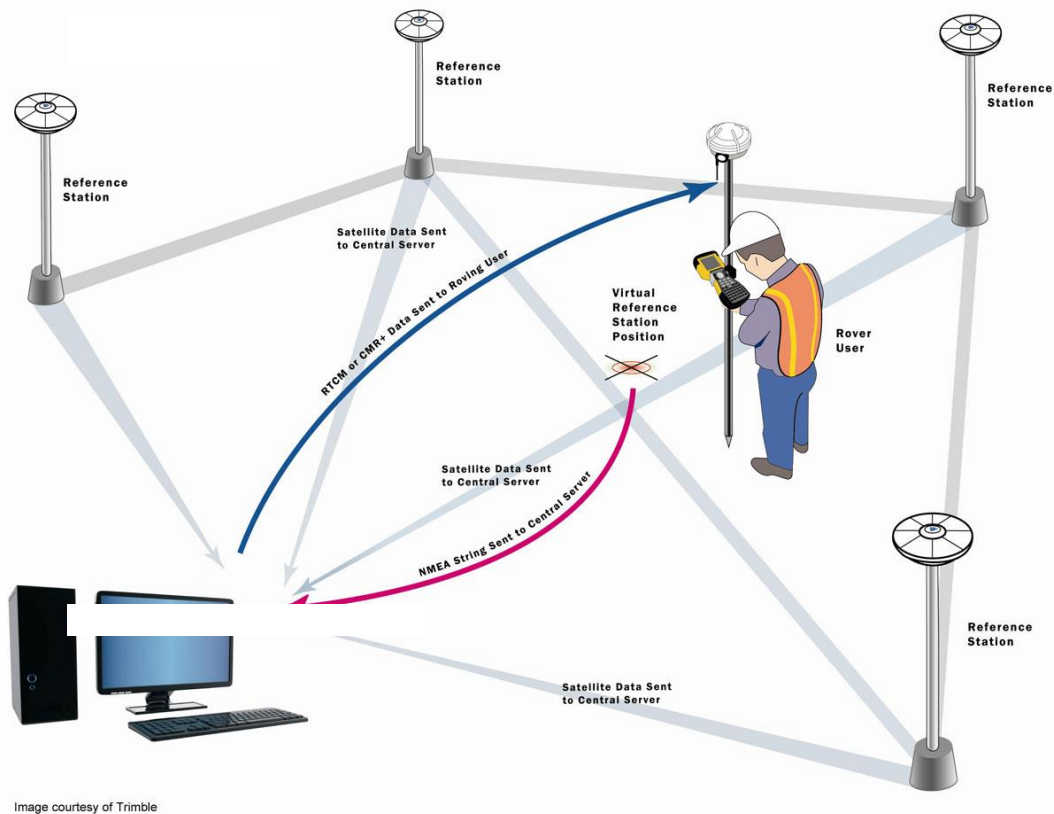 Reference
Station
Reference
Station
Reference
Station
Satellite Data Sent
to Central Server
RTCM or CMR+ Data Sent to Roving User
Virtual
Reference
Station
Position
Rover
User
Satellite Data Sent
to Central Server
NMEA String Sent to Central Server
Reference
Station
Satellite Data Sent
to Central Server
Image courtesy of Trimble